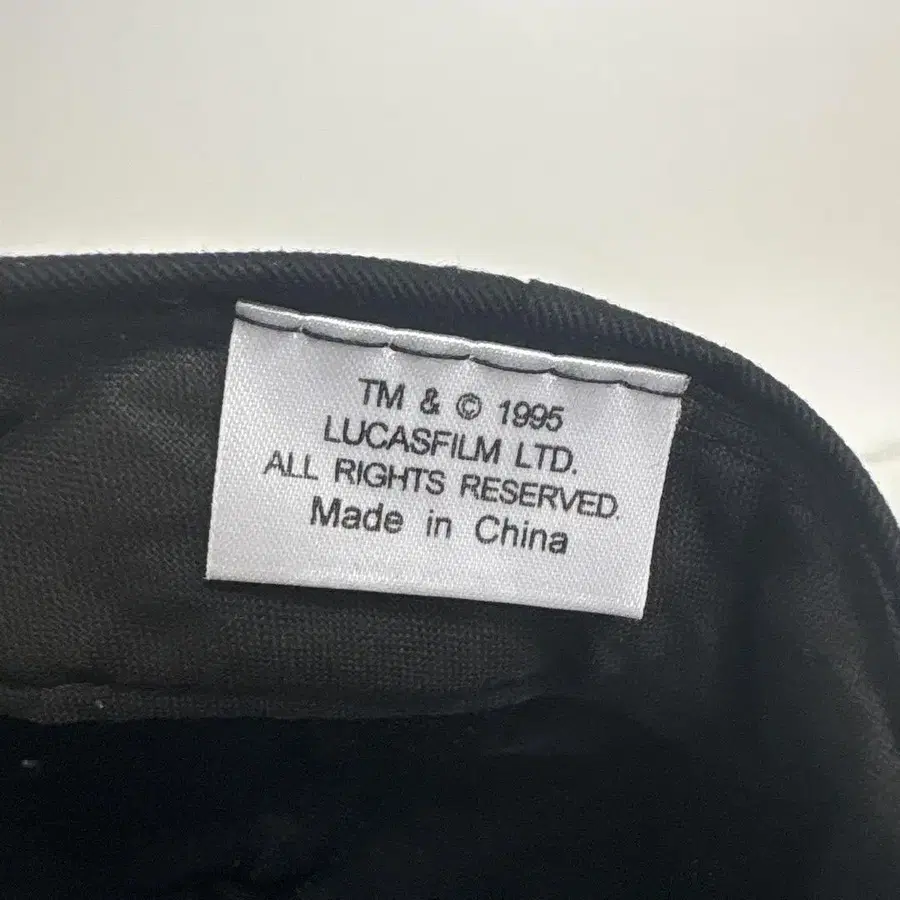 TM & © 1995
LUCASFILM LTD.
ALL RIGHTS RESERVED.
Made in China